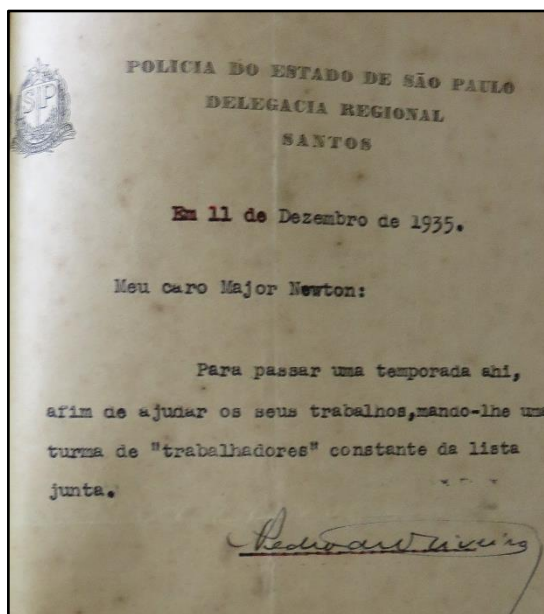 SP
POLICIA DO ESTADO DE SÃO PAULO
DELEGACIA REGIONAL
SANTOS
Em 11 de Dezembro de 1935.
Meu caro Major Newton:
Para passar uma temporada ahi,
afim de ajudar os seus trabalhos,mando-lhe uma
turma de "trabalhadores" constante da lista
junta.